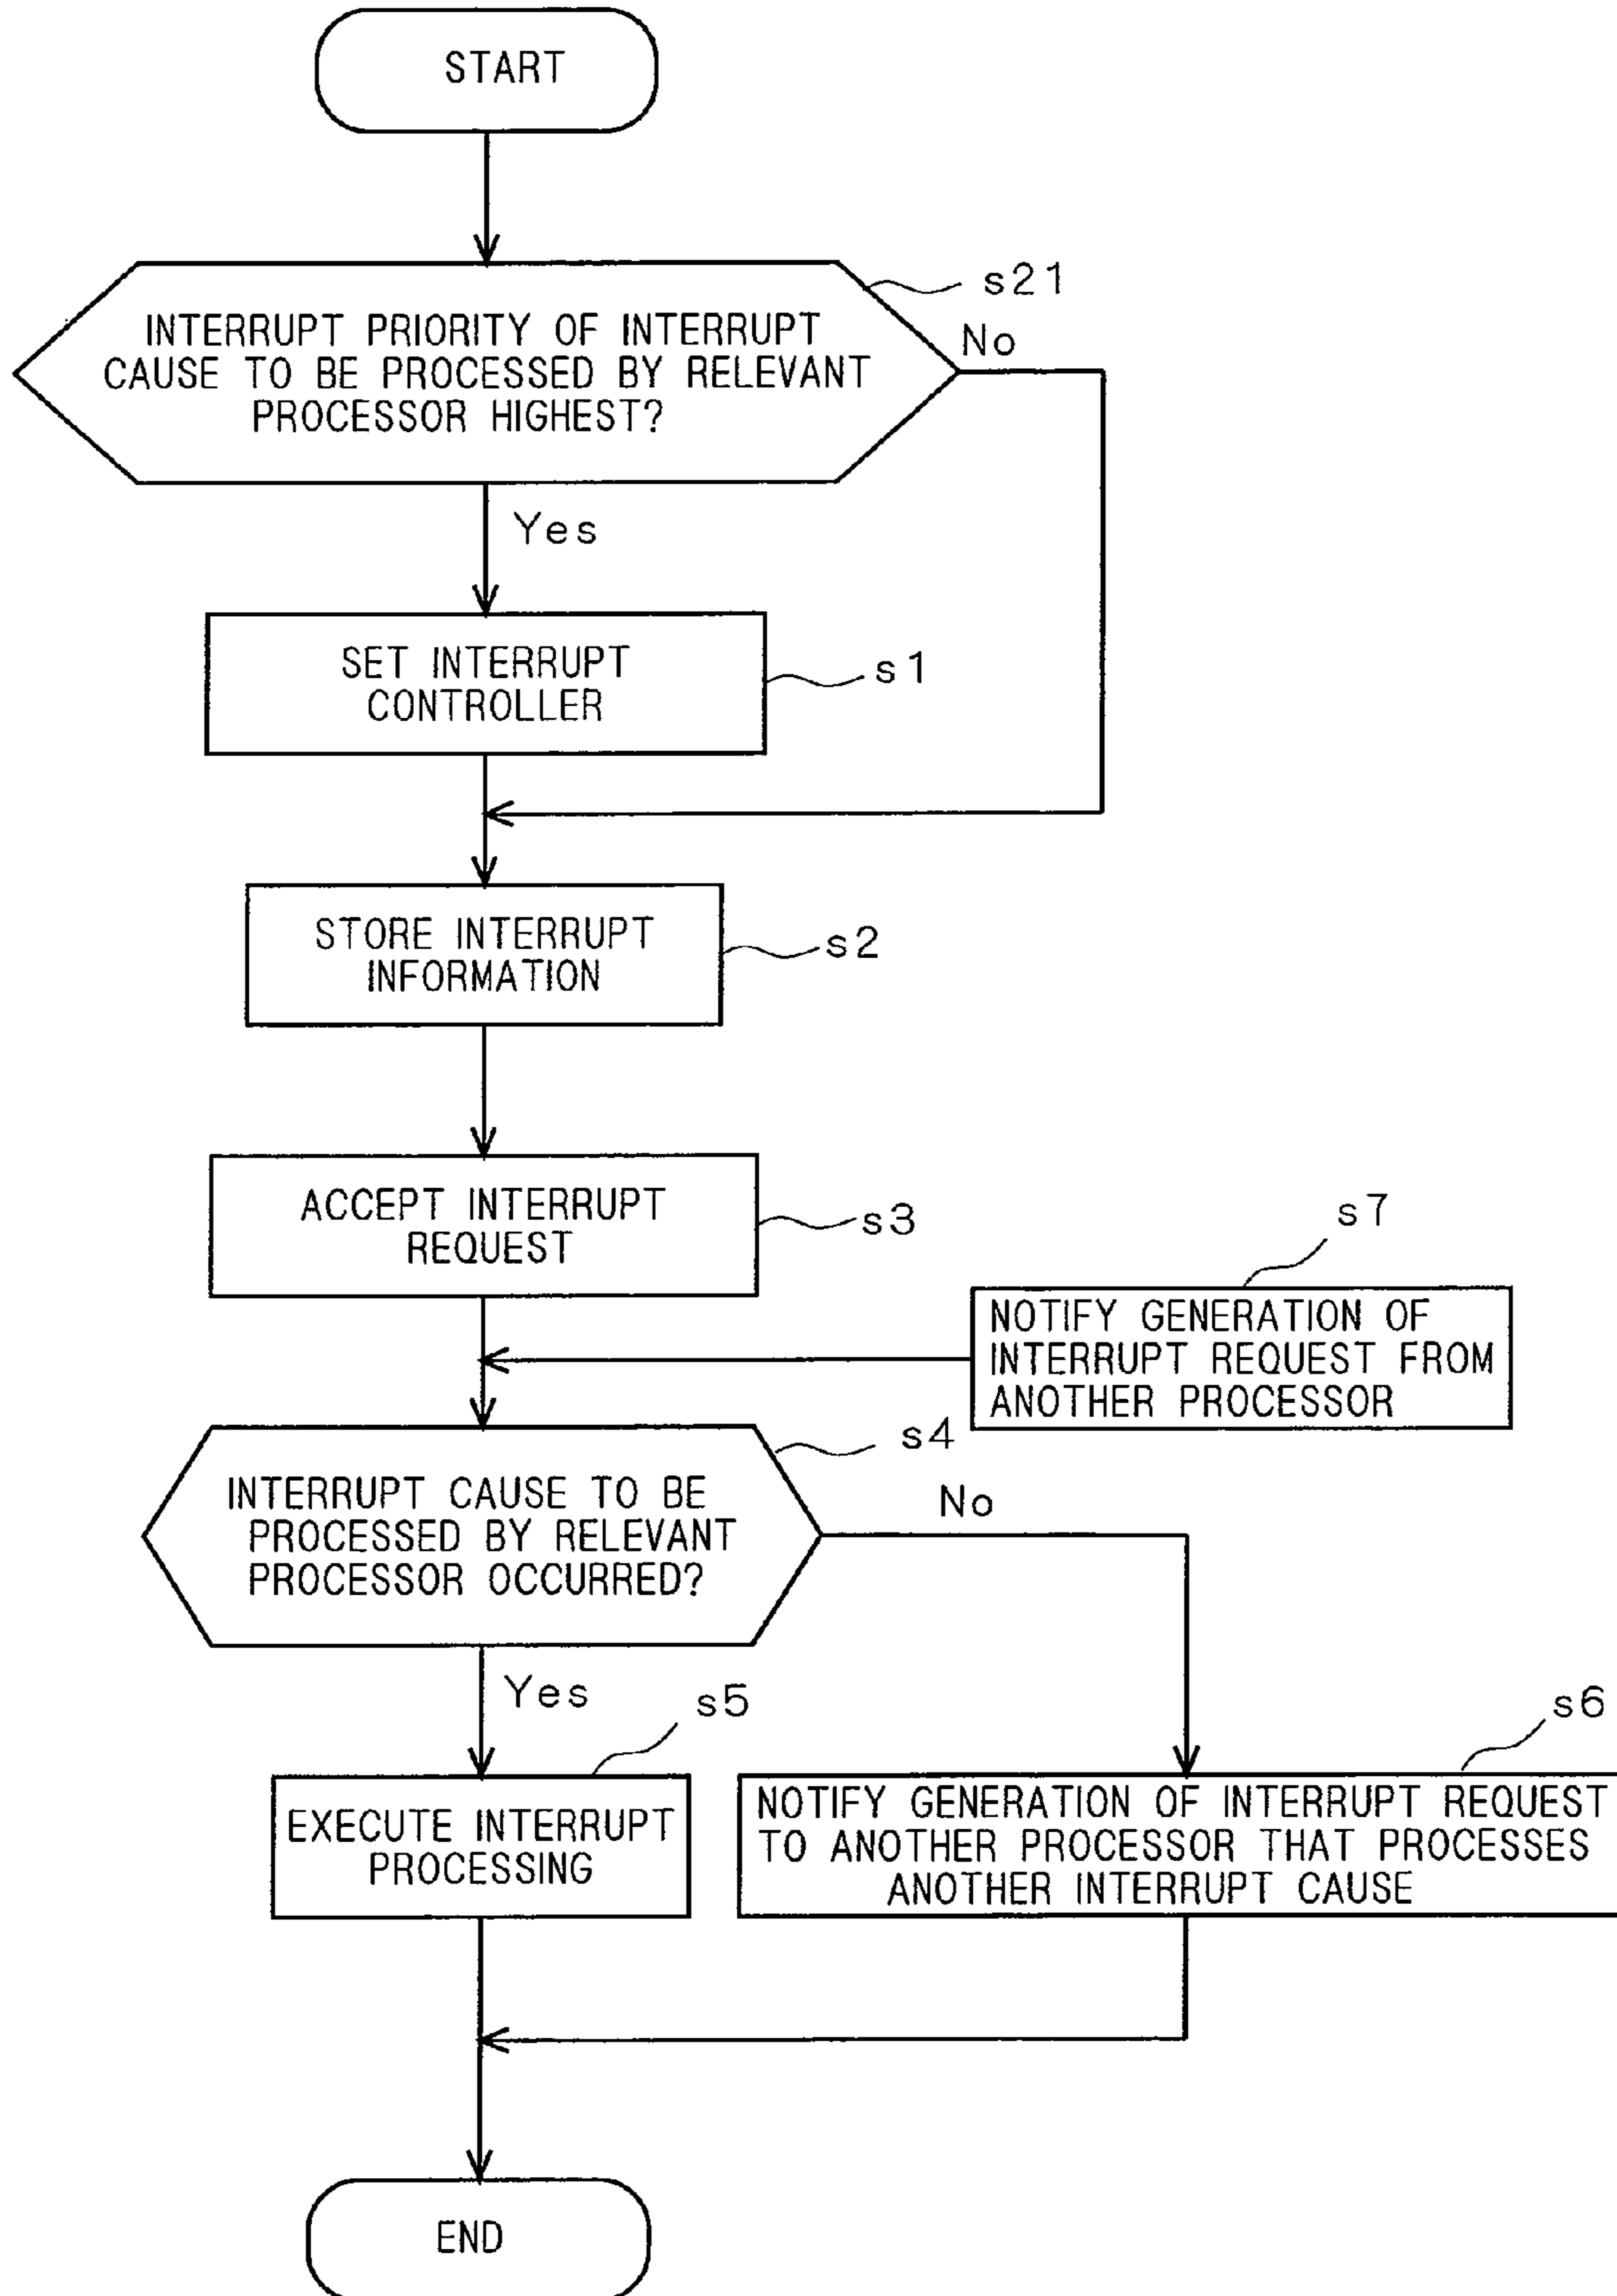 START
s21
INTERRUPT PRIORITY OF INTERRUPT
CAUSE TO BE PROCESSED BY RELEVANT
PROCESSOR HIGHEST?
No
Yes
SET INTERRUPT
CONTROLLER
s1
STORE INTERRUPT
INFORMATION
s2
ACCEPT INTERRUPT
REQUEST
s3
s7
NOTIFY GENERATION OF
INTERRUPT REQUEST FROM
ANOTHER PROCESSOR
s4
INTERRUPT CAUSE TO BE
PROCESSED BY RELEVANT
PROCESSOR OCCURRED?
No
Yes
s5
s6
EXECUTE INTERRUPT
PROCESSING
NOTIFY GENERATION OF INTERRUPT REQUEST
TO ANOTHER PROCESSOR THAT PROCESSES
ANOTHER INTERRUPT CAUSE
END